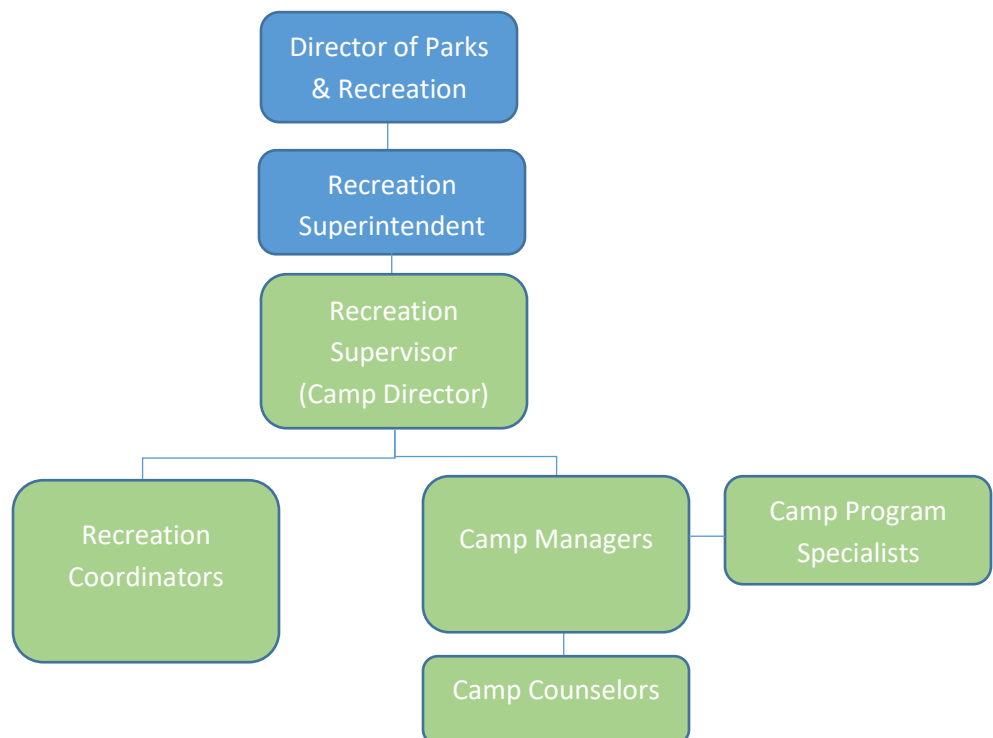 Director of Parks
& Recreation
Recreation
Superintendent
Recreation
Supervisor
(Camp Director)
Recreation
Coordinators
Camp Managers
Camp Program
Specialists
Camp Counselors